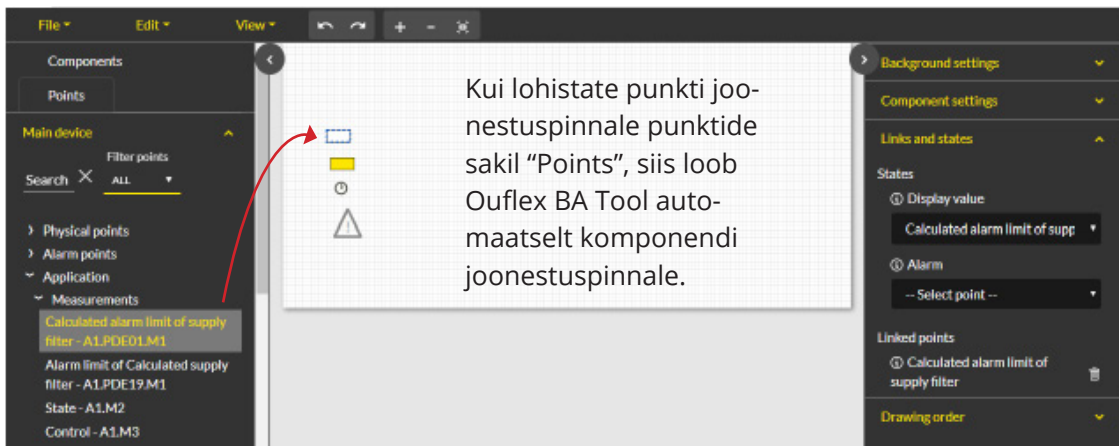 File
Edit
View
Components
Points
Main device
Filter points
Search
ALL
Physical points
Alarm points
Application
Measurements
Calculated alarm limit of supply
filter - A1.PDE01.M1
Alarm limit of Calculated supply
filter - A1.PDE19.M1
State - A1.M2
Control - A1.M3
Kui lohistate punkti joo-
nestuspinnale punktide
sakil “Points”, siis loob
Ouflex BA Tool auto-
maatselt komponendi
joonestuspinnale.
Background settings
Component settings
Links and states
States
Display value
Calculated alarm limit of supp
Alarm
-- Select point --
Linked points
Calculated alarm limit of
supply filter
Drawing order